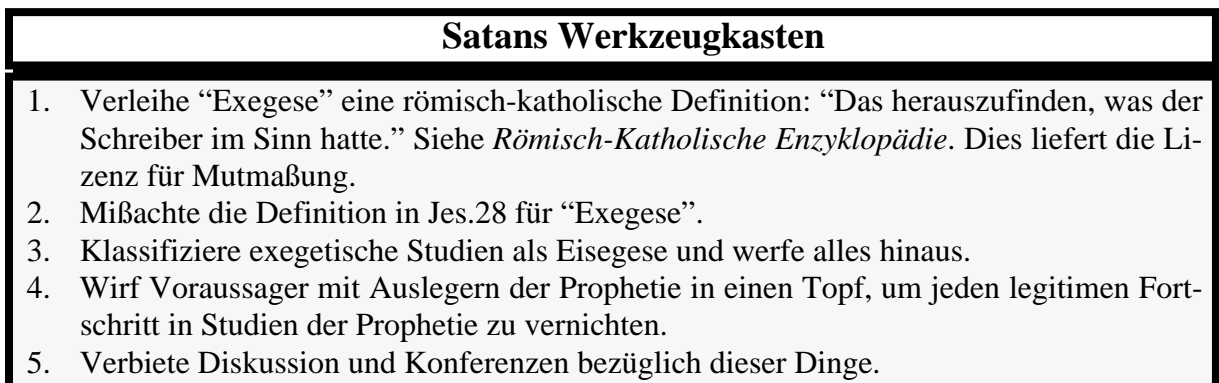 Satans Werkzeugkasten
1. Verleihe “Exegese” eine römisch-katholische Definition: “Das herauszufinden, was der
Schreiber im Sinn hatte.” Siehe Römisch-Katholische Enzyklopädie. Dies liefert die Li-
zenz für Mutmaßung.
2. Mißachte die Definition in Jes.28 für “Exegese”.
3. Klassifiziere exegetische Studien als Eisegese und werfe alles hinaus.
4. Wirf Voraussager mit Auslegern der Prophetie in einen Topf, um jeden legitimen Fort-
schritt in Studien der Prophetie zu vernichten.
5. Verbiete Diskussion und Konferenzen bezüglich dieser Dinge.